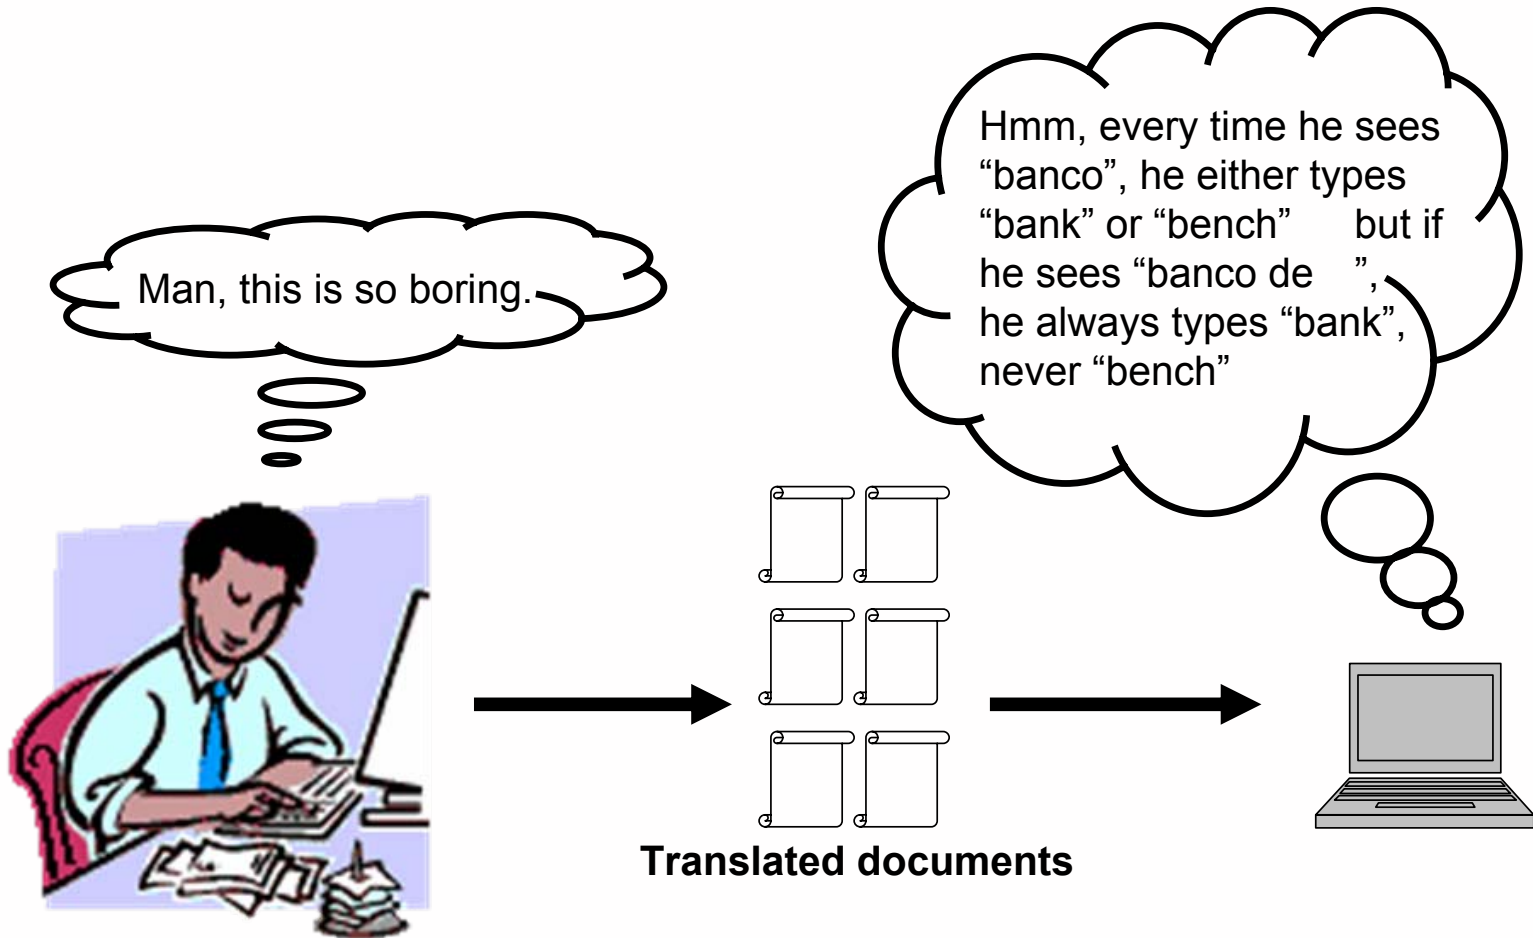 Man, this is so boring.
Hmm, every time he sees
“banco”, he either types
“bank” or “bench” but if
he sees “banco de ”,
he always types “bank”,
never “bench”
Translated documents